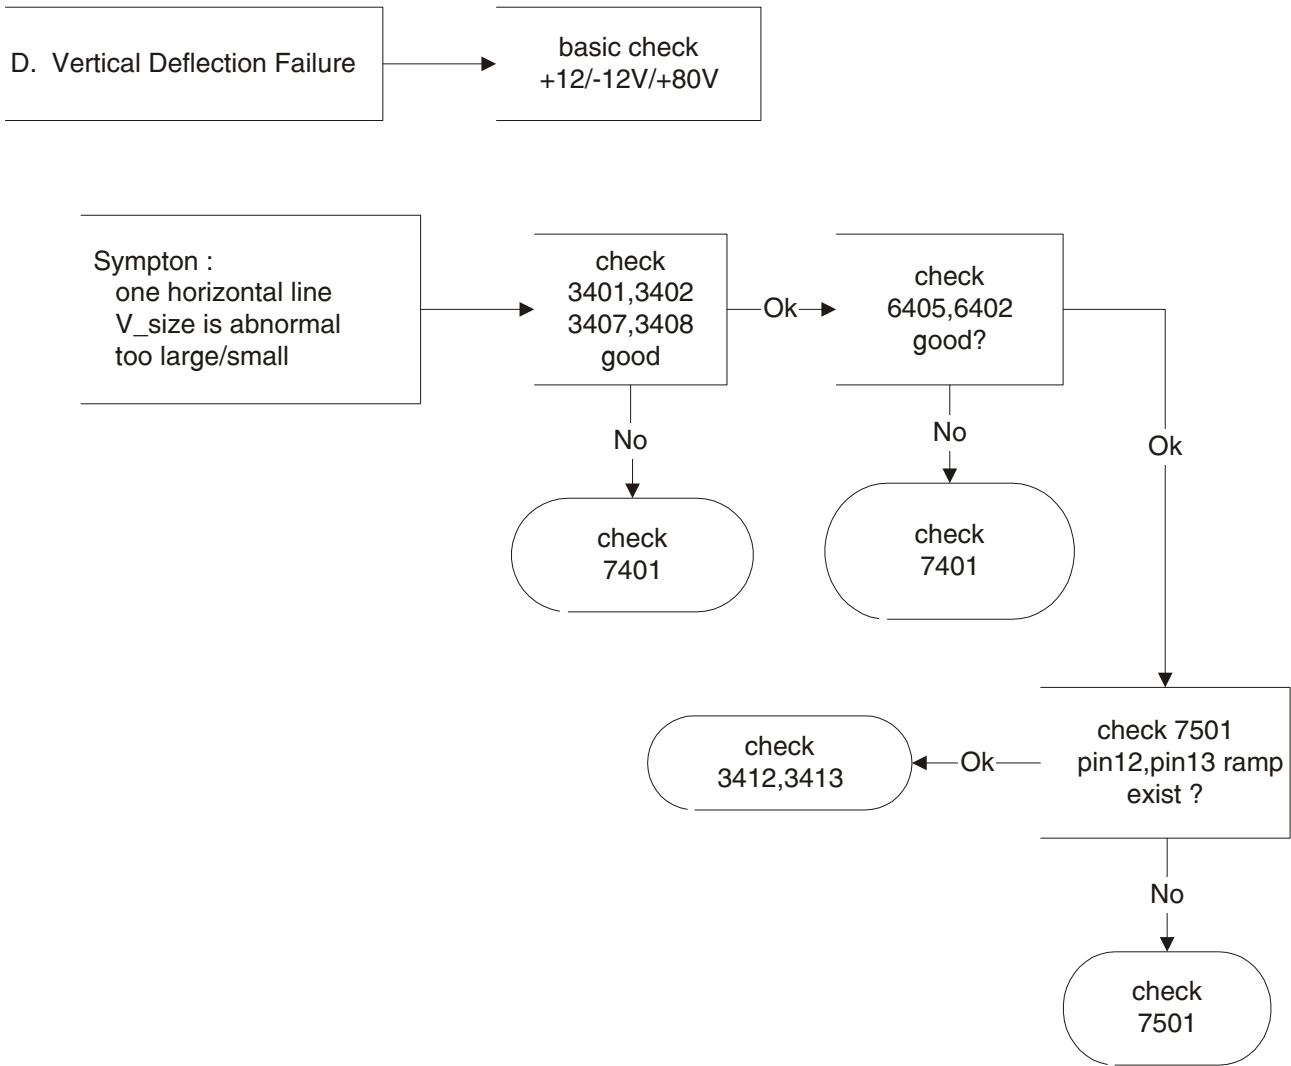 D. Vertical Deflection Failure
basic check
+12/-12V/+80V
Sympton :
one horizontal line
V_size is abnormal
too large/small
check
3401,3402
3407,3408
good
Ok
check
6405,6402
good?
No
check
7401
No
check
7401
Ok
check 7501
pin12,pin13 ramp
exist ?
Ok
check
3412,3413
No
check
7501